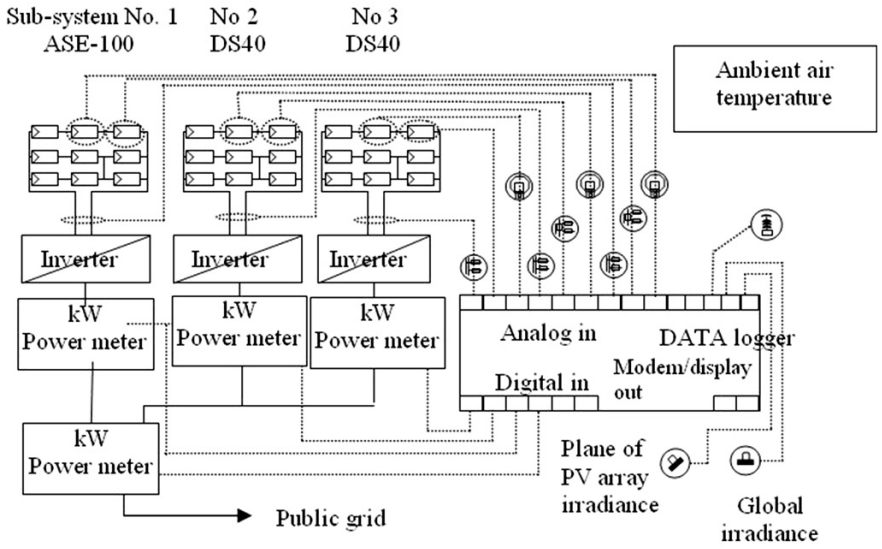 Sub-system No. 1
ASE-100
No 2
DS40
No 3
DS40
Ambient air
temperature
Inverter
Inverter
Inverter
kW
Power meter
kW
Power meter
kW
Power meter
Analog in
DATA logger
Modem/display
out
Digital in
kW
Power meter
Plane of
PV array
irradiance
Global
irradiance
Public grid